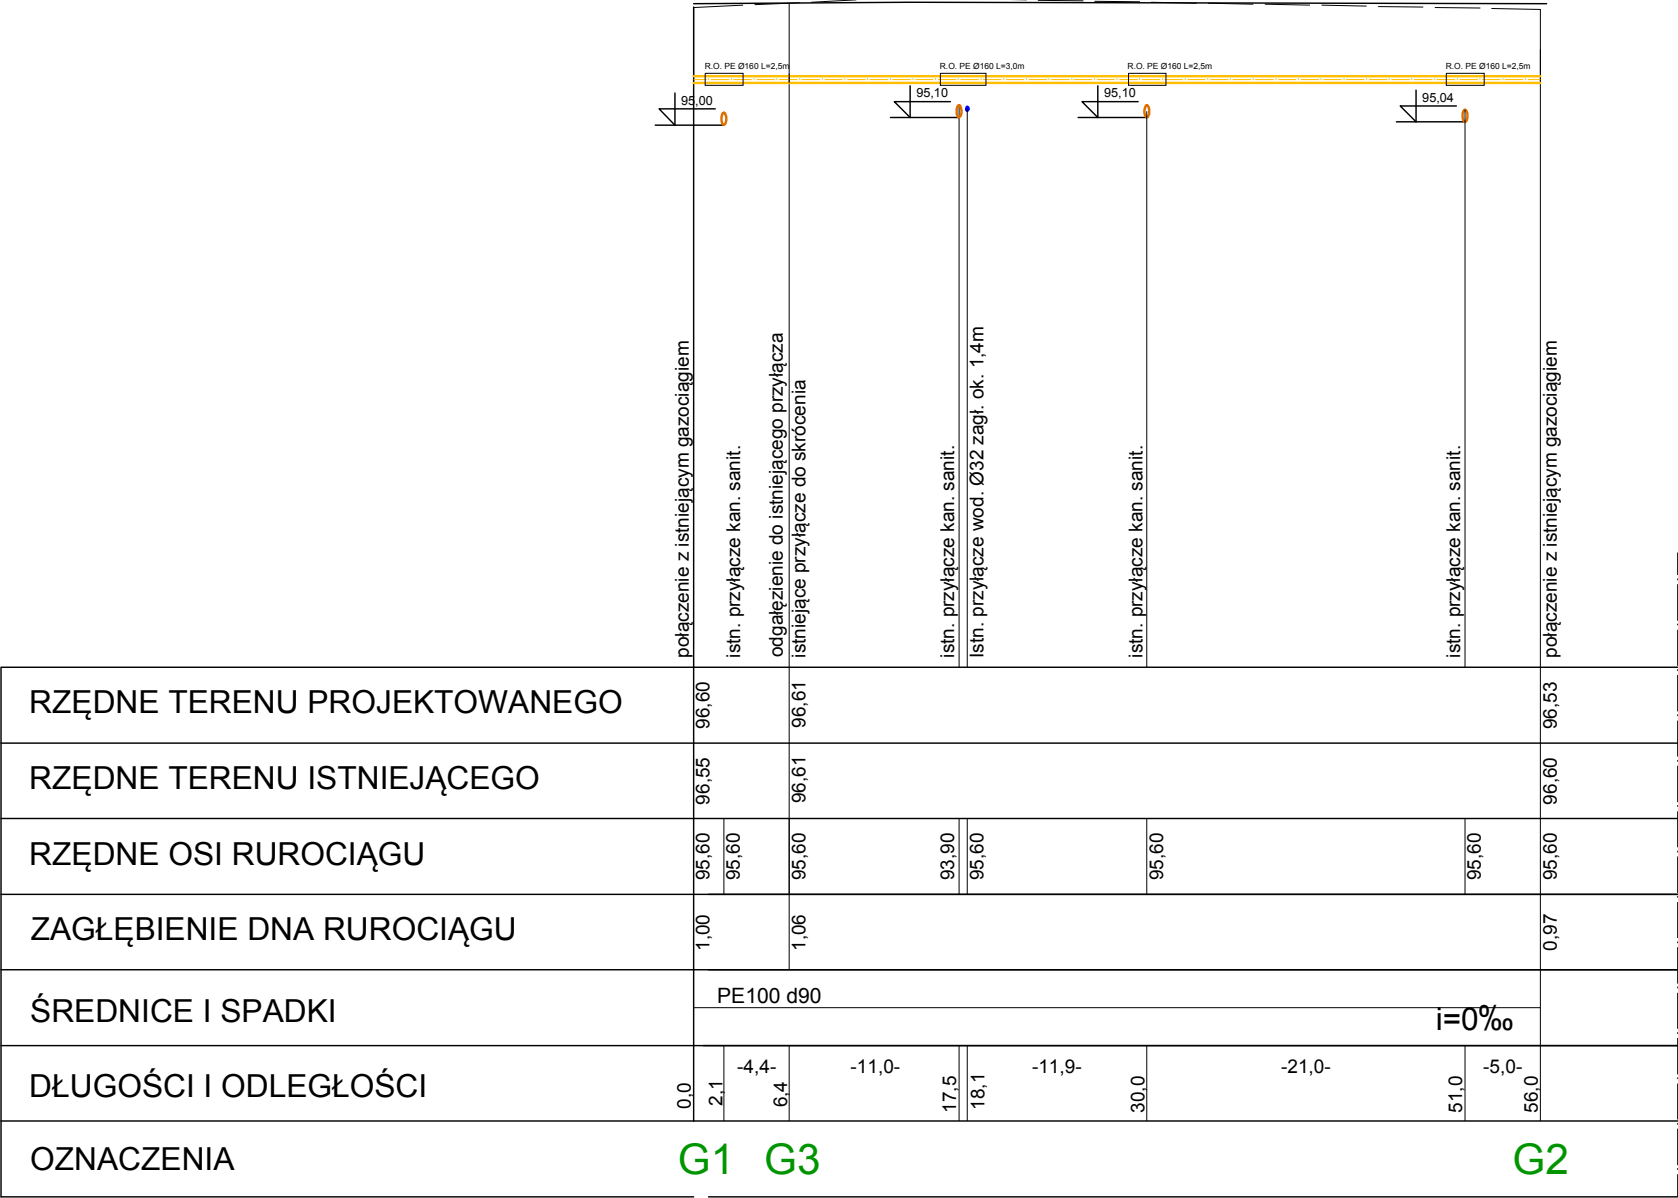 R.O. PE Ø160 L=2,5m
R.O. PE Ø160 L=3,0m
R.O. PE Ø160 L=2,5m
R.O. PE Ø160 L=2,5m
95,00
95,10
95,10
95,04
połączenie z istniejącym gazociągiem
istn. przyłącze kan. sanit.
odgałęzienie do istniejącego przyłącza
istniejące przyłącze do skrócenia
istn. przyłącze kan. sanit.
Istn. przyłącze wod. Ø32 zagł. ok. 1,4m
istn. przyłącze kan. sanit.
istn. przyłącze kan. sanit.
połączenie z istniejącym gazociągiem
RZĘDNE TERENU PROJEKTOWANEGO
96,60
96,61
96,53
RZĘDNE TERENU ISTNIEJĄCEGO
96,55
96,61
96,60
RZĘDNE OSI RUROCIĄGU
95,60
95,60
95,60
93,90
95,60
95,60
95,60
95,60
ZAGŁĘBIENIE DNA RUROCIĄGU
1,00
1,06
0,97
ŚREDNICE I SPADKI
PE100 d90
i=0‰
DŁUGOŚCI I ODLEGŁOŚCI
0,0
2,1
-4,4-
6,4
-11,0-
17,5
18,1
-11,9-
30,0
-21,0-
51,0
-5,0-
56,0
OZNACZENIA
G1
G3
G2